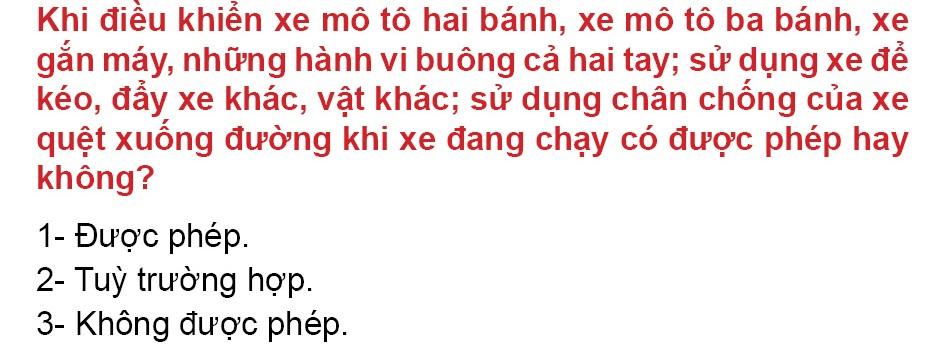 Khi điều khiển xe mô tô hai bánh, xe mô tô ba bánh, xe
gắn máy, những hành vi buông cả hai tay; sử dụng xe để
kéo, đẩy xe khác, vật khác; sử dụng chân chống của xe
quệt xuống đường khi xe đang chạy có được phép hay
không?
1- Được phép.
2- Tuỳ trường hợp.
3- Không được phép.